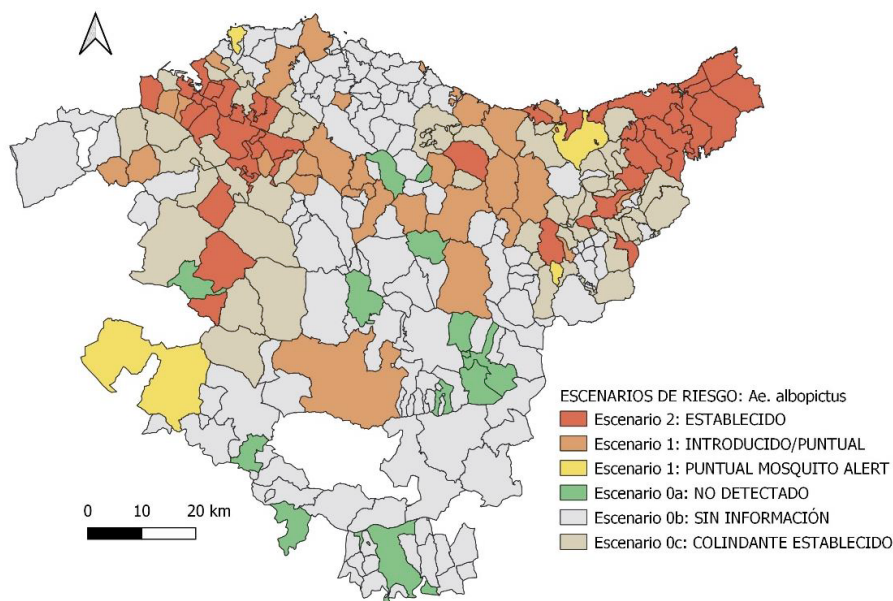 ESCENARIOS DE RIESGO: Ae. albopictus
Escenario 2: ESTABLECIDO
Escenario 1: INTRODUCIDO/PUNTUAL
Escenario 1: PUNTUAL MOSQUITO ALERT
Escenario 0a: NO DETECTADO
Escenario 0b: SIN INFORMACIÓN
Escenario 0c: COLINDANTE ESTABLECIDO
0 10 20 km